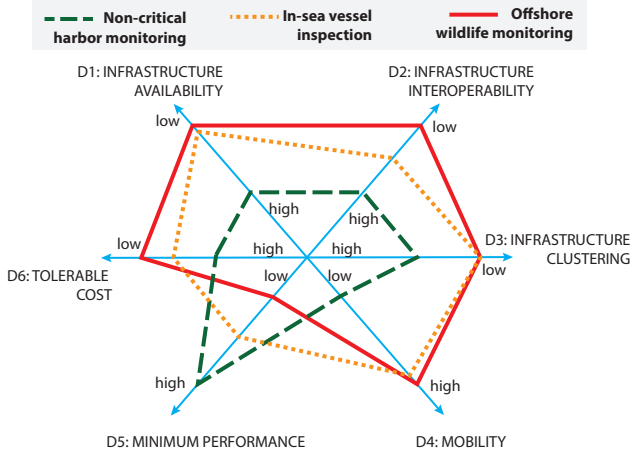 Non-critical
harbor monitoring
In-sea vessel
inspection
Offshore
wildlife monitoring
D1: INFRASTRUCTURE
AVAILABILITY
D2: INFRASTRUCTURE
INTEROPERABILITY
low
low
high
high
low
high
high
D3: INFRASTRUCTURE
CLUSTERING
low
D6: TOLERABLE
COST
low
low
high
high
D5: MINIMUM PERFORMANCE
D4: MOBILITY